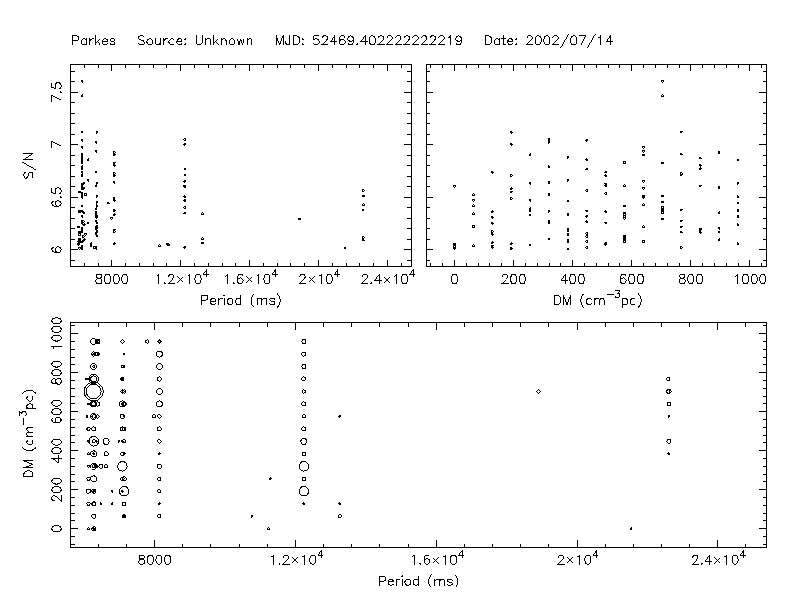 Parkes Source: Unknown MJD: 52469.402222222219 Date: 2002/07/14
7.5
7
6.5
6
S/N
8000 1.2×10⁴ 1.6×10⁴ 2×10⁴ 2.4×10⁴
Period (ms)
0 200 400 600 800 1000
DM (cm⁻³pc)
1000
800
600
400
200
0
DM (cm⁻³pc)
8000 1.2×10⁴ 1.6×10⁴ 2×10⁴ 2.4×10⁴
Period (ms)